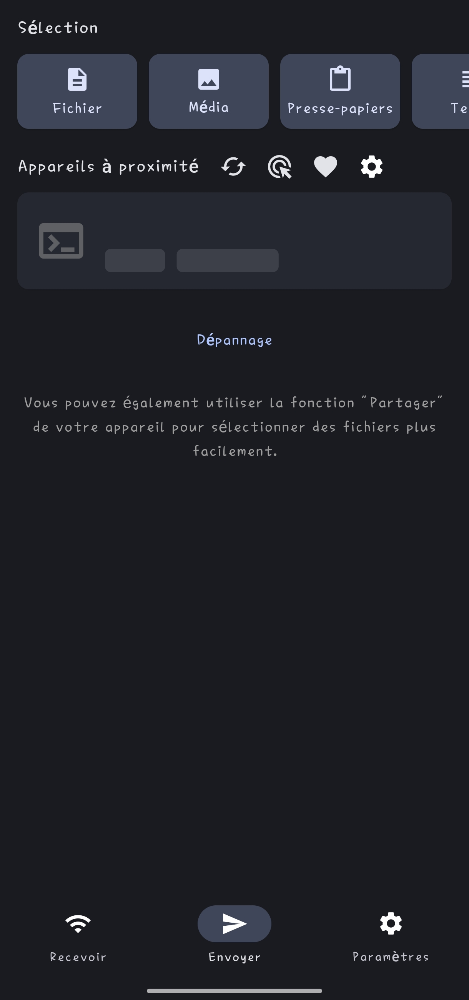 Sélection
Fichier
Média
Presse-papiers
Te
Appareils à proximité
Dépannage
Vous pouvez également utiliser la fonction "Partager"
de votre appareil pour sélectionner des fichiers plus
facilement.
Recevoir
Envoyer
Paramètres